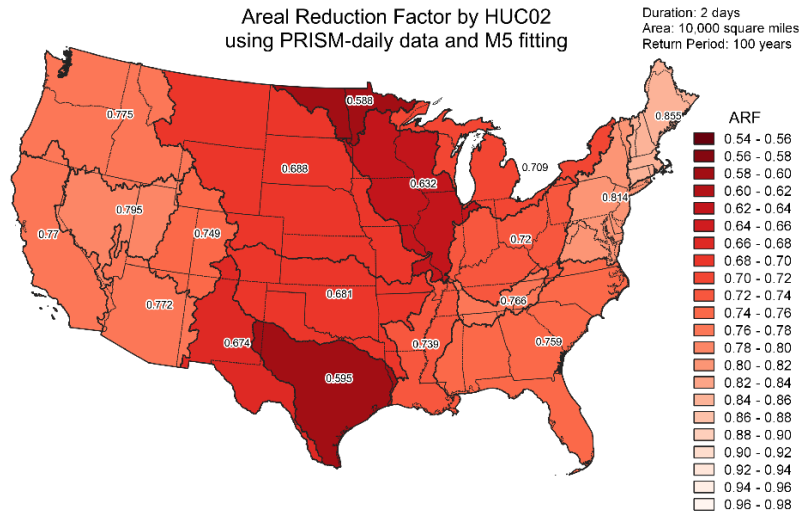 Areal Reduction Factor by HUC02
using PRISM-daily data and M5 fitting
Duration: 2 days
Area: 10,000 square miles
Return Period: 100 years
0.588
0.775
0.855
0.709
0.688
0.632
0.814
0.795
0.77
0.749
0.72
0.681
0.766
0.772
0.674
0.739
0.759
0.595
ARF
0.54 - 0.56
0.56 - 0.58
0.58 - 0.60
0.60 - 0.62
0.62 - 0.64
0.64 - 0.66
0.66 - 0.68
0.68 - 0.70
0.70 - 0.72
0.72 - 0.74
0.74 - 0.76
0.76 - 0.78
0.78 - 0.80
0.80 - 0.82
0.82 - 0.84
0.84 - 0.86
0.86 - 0.88
0.88 - 0.90
0.90 - 0.92
0.92 - 0.94
0.94 - 0.96
0.96 - 0.98